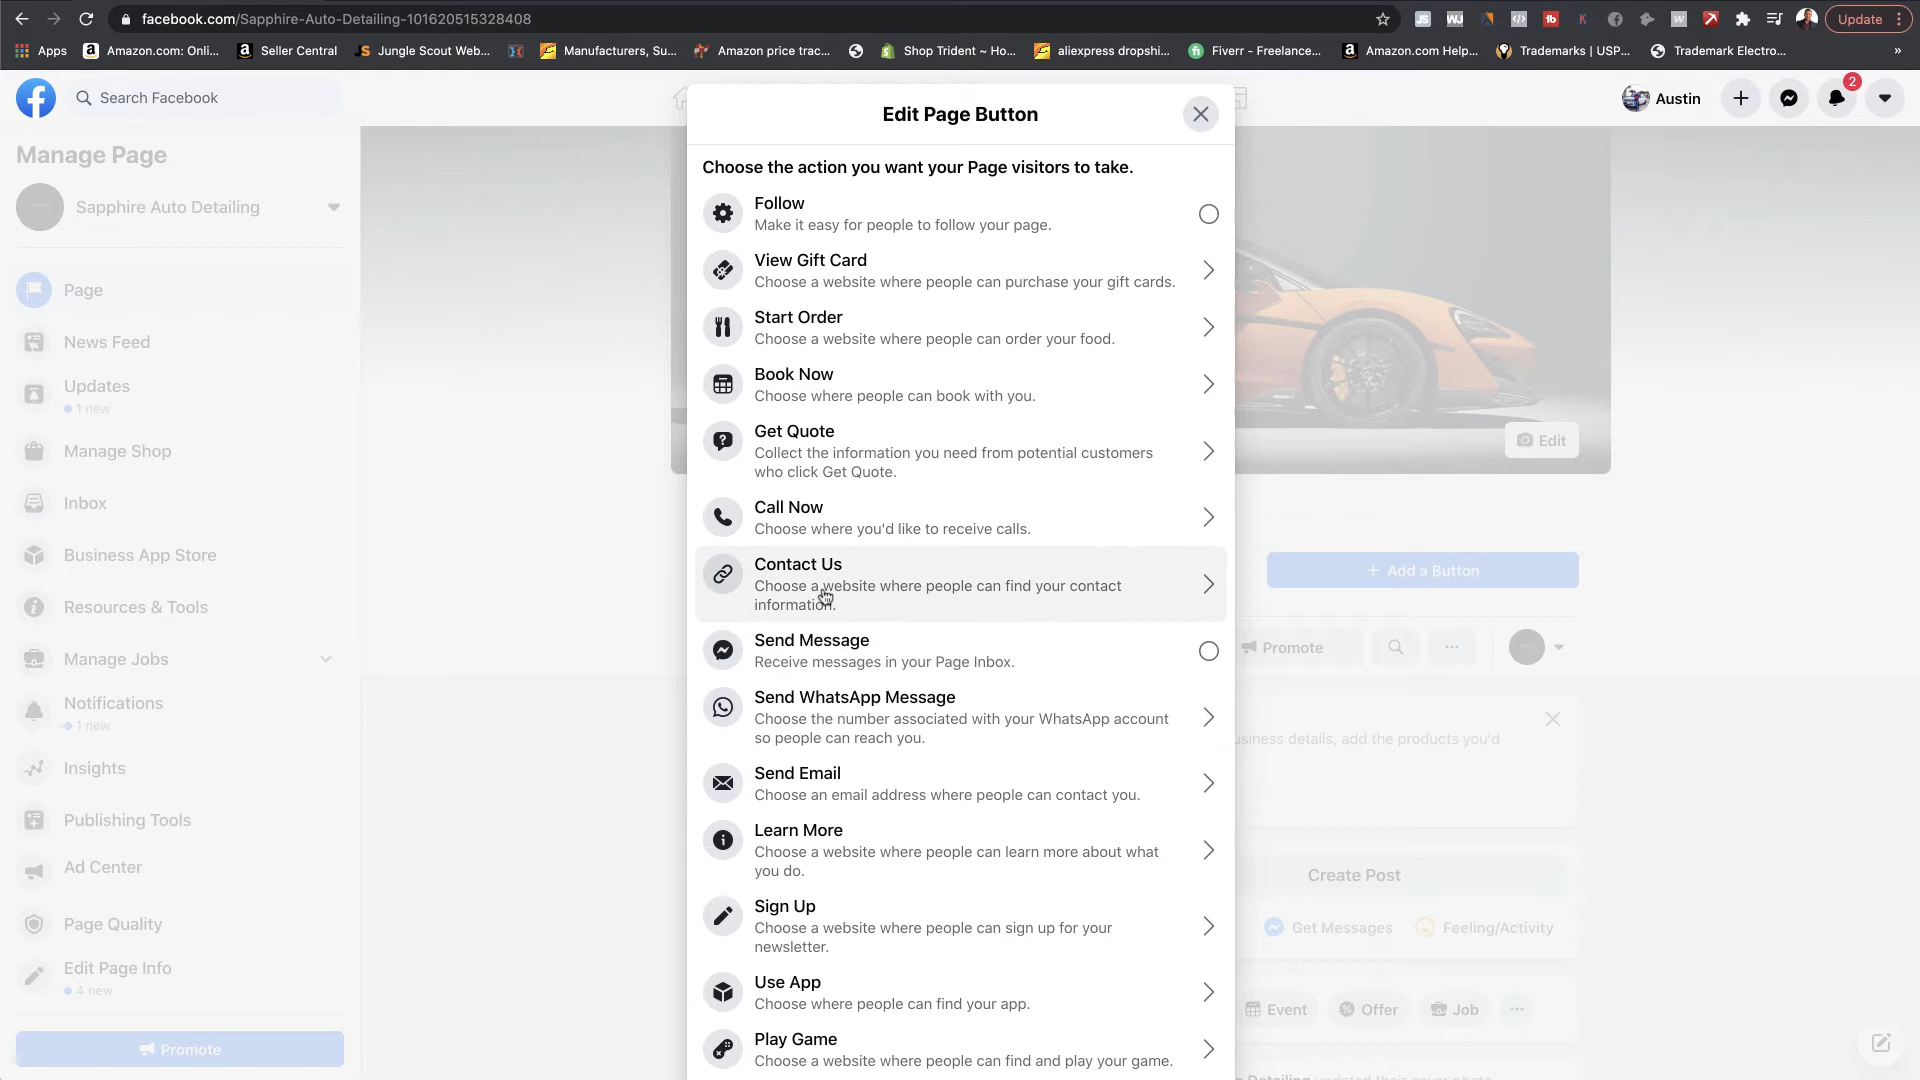 facebook.com/Sapphire-Auto-Detailing-101620515328408
Update
Apps
Amazon.com: Onli...
Seller Central
Jungle Scout Web...
Manufacturers, Su...
Amazon price trac...
Shop Trident ~ Ho...
aliexpress dropshi...
Fiverr - Freelance...
Amazon.com Help,...
Trademarks | USP...
Trademark Electro...
»
Search Facebook
Austin
2
Manage Page
Sapphire Auto Detailing
Page
News Feed
Updates
1 new
Manage Shop
Inbox
Business App Store
Resources & Tools
Manage Jobs
Notifications
1 new
Insights
Publishing Tools
Ad Center
Page Quality
Edit Page Info
4 new
Promote
Edit Page Button
Choose the action you want your Page visitors to take.
Follow
Make it easy for people to follow your page.
View Gift Card
Choose a website where people can purchase your gift cards.
Start Order
Choose a website where people can order your food.
Book Now
Choose where people can book with you.
Get Quote
Collect the information you need from potential customers
who click Get Quote.
Call Now
Choose where you'd like to receive calls.
Contact Us
Choose a website where people can find your contact
information.
Send Message
Receive messages in your Page Inbox.
Send WhatsApp Message
Choose the number associated with your WhatsApp account
so people can reach you.
Send Email
Choose an email address where people can contact you.
Learn More
Choose a website where people can learn more about what
you do.
Sign Up
Choose a website where people can sign up for your
newsletter.
Use App
Choose where people can find your app.
Play Game
Choose a website where people can find and play your game.
Edit
+ Add a Button
Promote
...
usiness details, add the products you'd
Create Post
Get Messages
Feeling/Activity
Event
Offer
Job
...
Detailing updated their cover photo